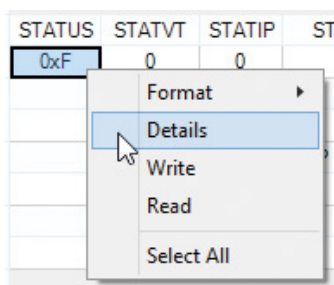 STATUS STATVT STATIP ST
0xF 0 0
Format
Details
Write
Read
Select All